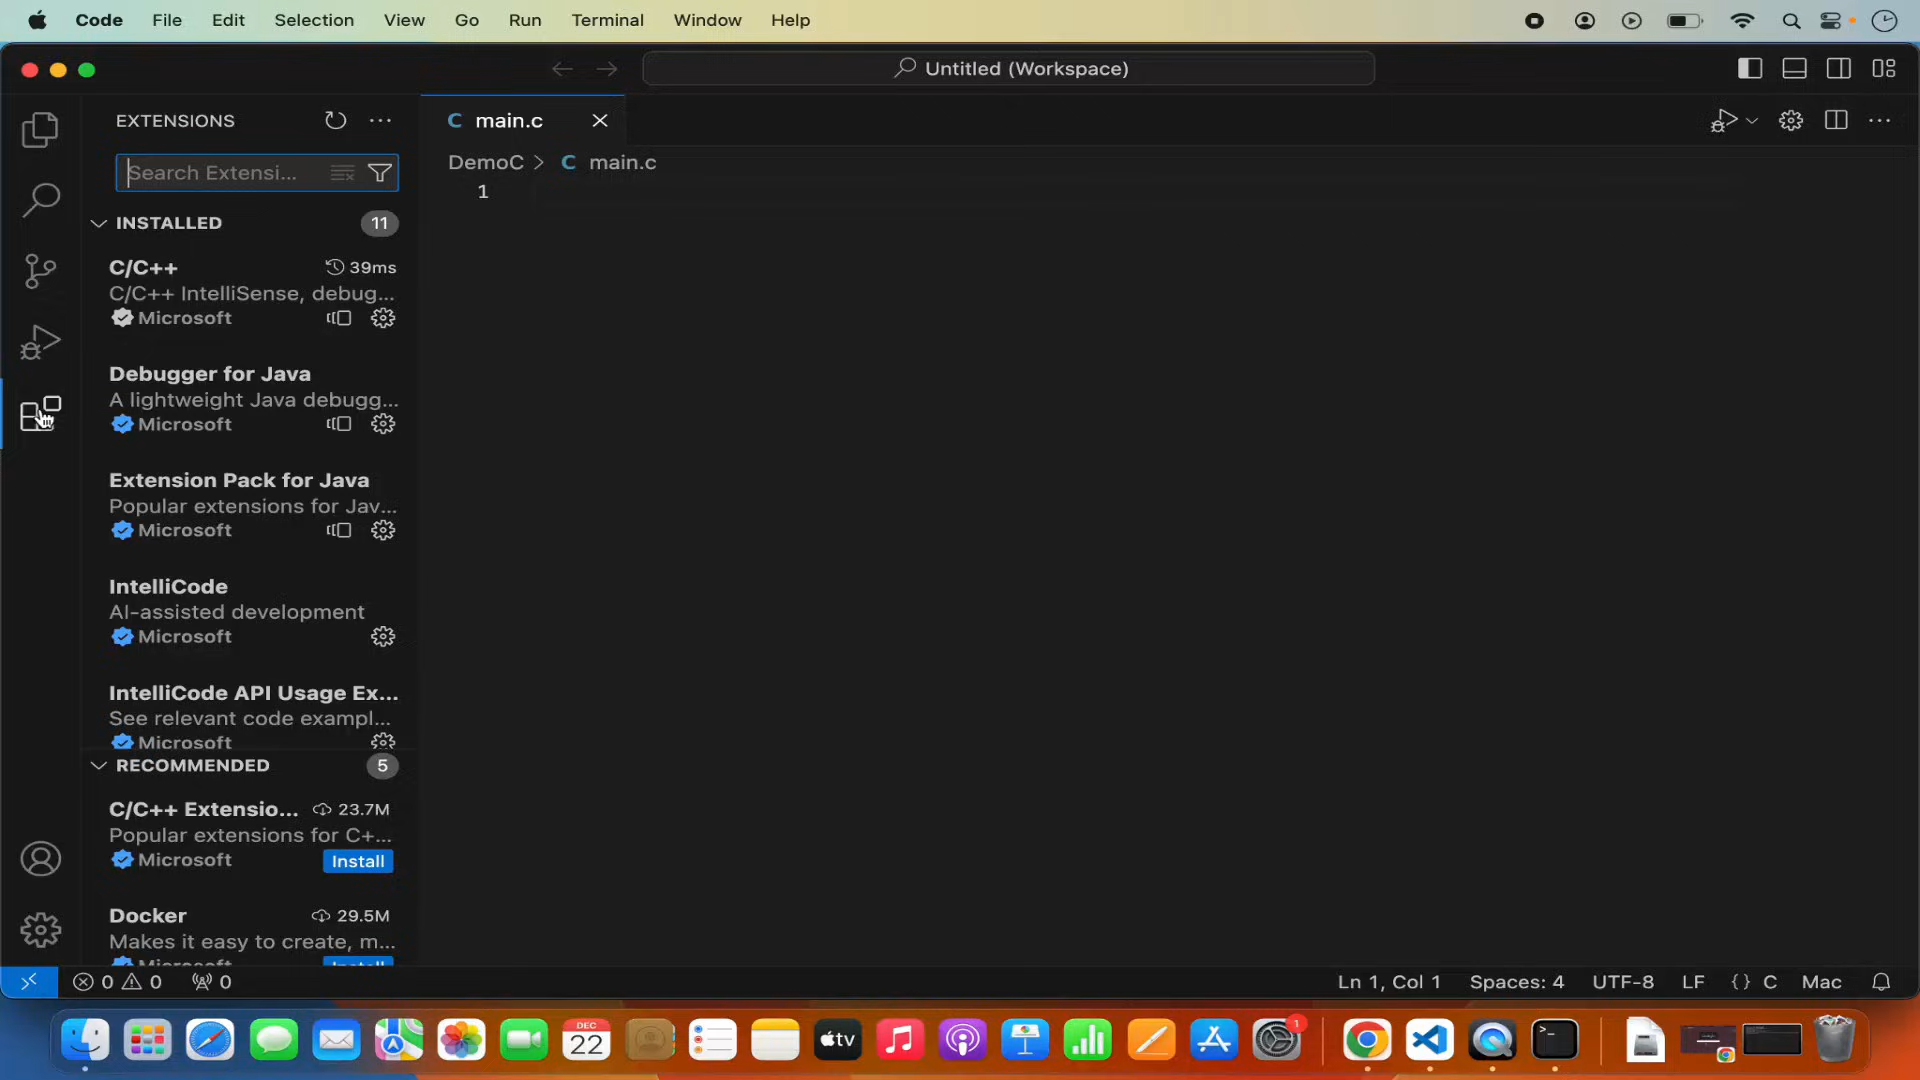 Code File Edit Selection View Go Run Terminal Window Help
Untitled (Workspace)
EXTENSIONS
C main.c
Search Extensi...
DemoC > C main.c
1
INSTALLED 11
C/C++ 39ms
C/C++ IntelliSense, debug...
Microsoft
Debugger for Java
A lightweight Java debugg...
Microsoft
Extension Pack for Java
Popular extensions for Jav...
Microsoft
IntelliCode
AI-assisted development
Microsoft
IntelliCode API Usage Ex...
See relevant code exampl...
Microsoft
RECOMMENDED 5
C/C++ Extensio... 23.7M
Popular extensions for C+...
Microsoft Install
Docker 29.5M
Makes it easy to create, m...
Microsoft Install
0 0 0
Ln 1, Col 1 Spaces: 4 UTF-8 LF {} C Mac
DEC
22
tv
1